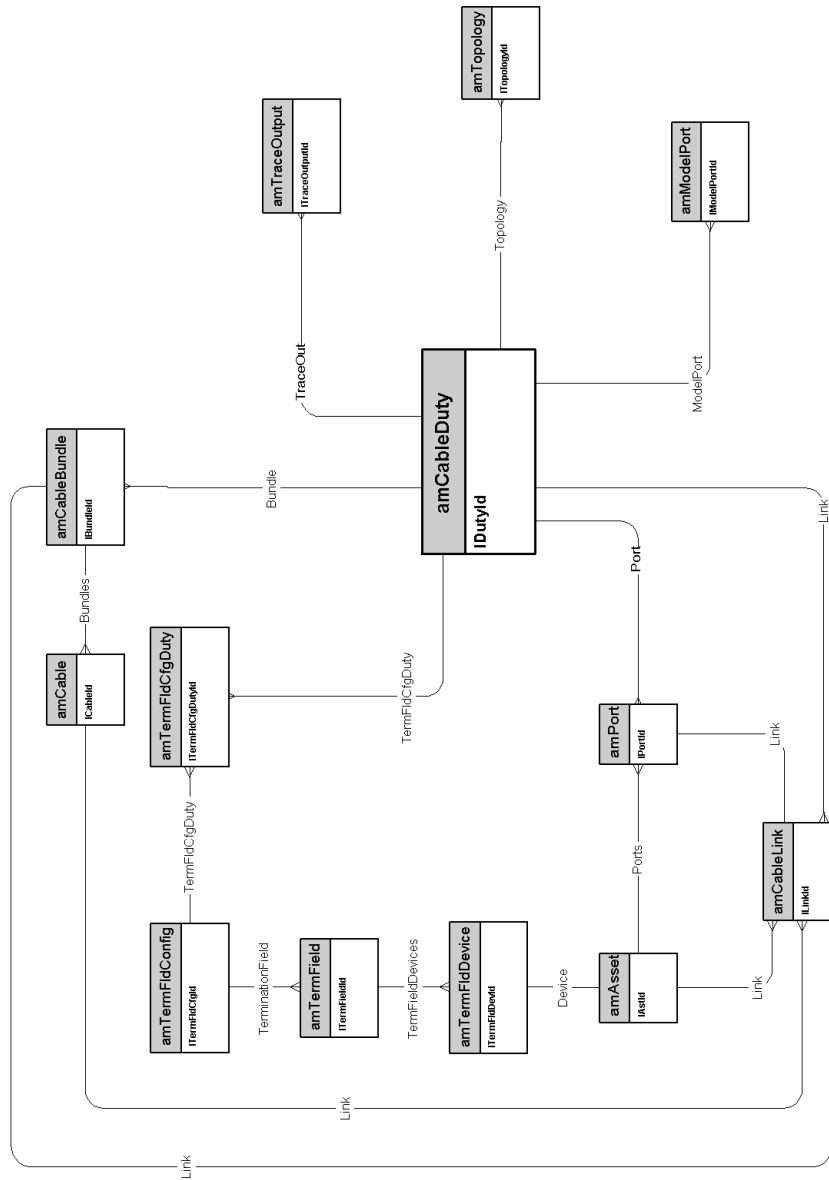 Link
amCable
lCableId
Bundles
amCableBundle
lBundleId
Link
amTermFldConfig
lTermFldCfgId
TermFldCfgDuty
amTermFldCfgDuty
lTermFldCfgDutyId
TerminationField
Bundle
TraceOut
amTraceOutput
lTraceOutputId
amTermField
lTermFieldId
TermFieldDevices
TermFldCfgDuty
amCableDuty
lDutyId
Topology
amTopology
lTopologyId
amTermFldDevice
lTermFldDevId
Device
Port
ModelPort
amModelPort
lModelPortId
amAsset
lAstId
Ports
amPort
lPortId
Link
Link
amCableLink
lLinkId
Link